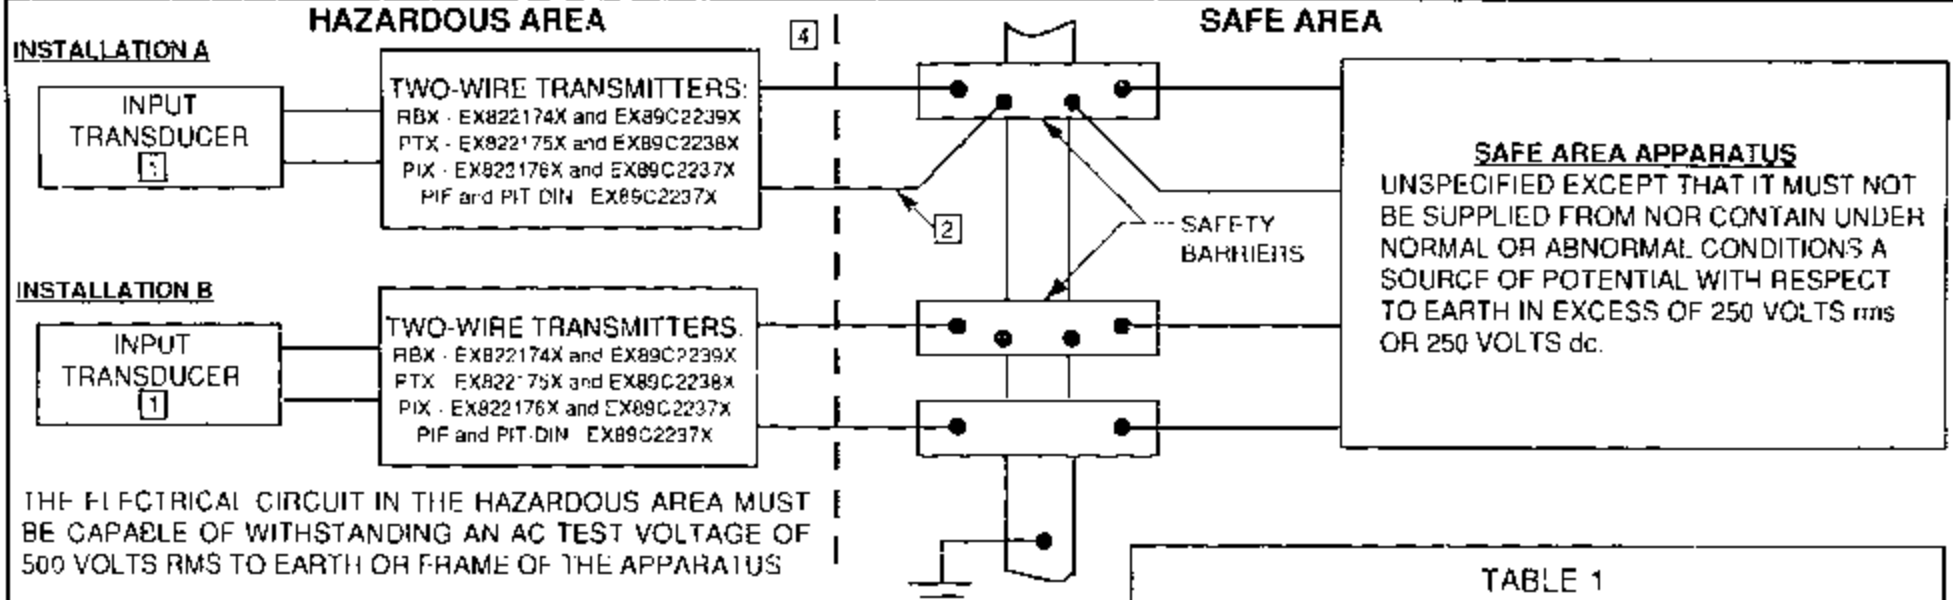 HAZARDOUS AREA
SAFE AREA
INSTALLATION A
4
INPUT
TRANSDUCER
TWO-WIRE TRANSMITTERS:
RBX - EX822174X and EX89C2239X
PTX - EX822175X and EX89C2238X
PIX - EX822176X and EX89C2237X
PIF and PIT DIN EX89C2237X
2
SAFETY
BARRIERS
SAFE AREA APPARATUS
UNSPECIFIED EXCEPT THAT IT MUST NOT
BE SUPPLIED FROM NOR CONTAIN UNDER
NORMAL OR ABNORMAL CONDITIONS A
SOURCE OF POTENTIAL WITH RESPECT
TO EARTH IN EXCESS OF 250 VOLTS rms
OR 250 VOLTS dc.
INSTALLATION B
INPUT
TRANSDUCER
1
TWO-WIRE TRANSMITTERS.
RBX - EX822174X and EX89C2239X
PTX EX822175X and EX89C2238X
PIX - EX822176X and EX89C2237X
PIF and PIT-DIN EX89C2237X
THE ELECTRICAL CIRCUIT IN THE HAZARDOUS AREA MUST
BE CAPABLE OF WITHSTANDING AN AC TEST VOLTAGE OF
500 VOLTS RMS TO EARTH OR FRAME OF THE APPARATUS
TABLE 1